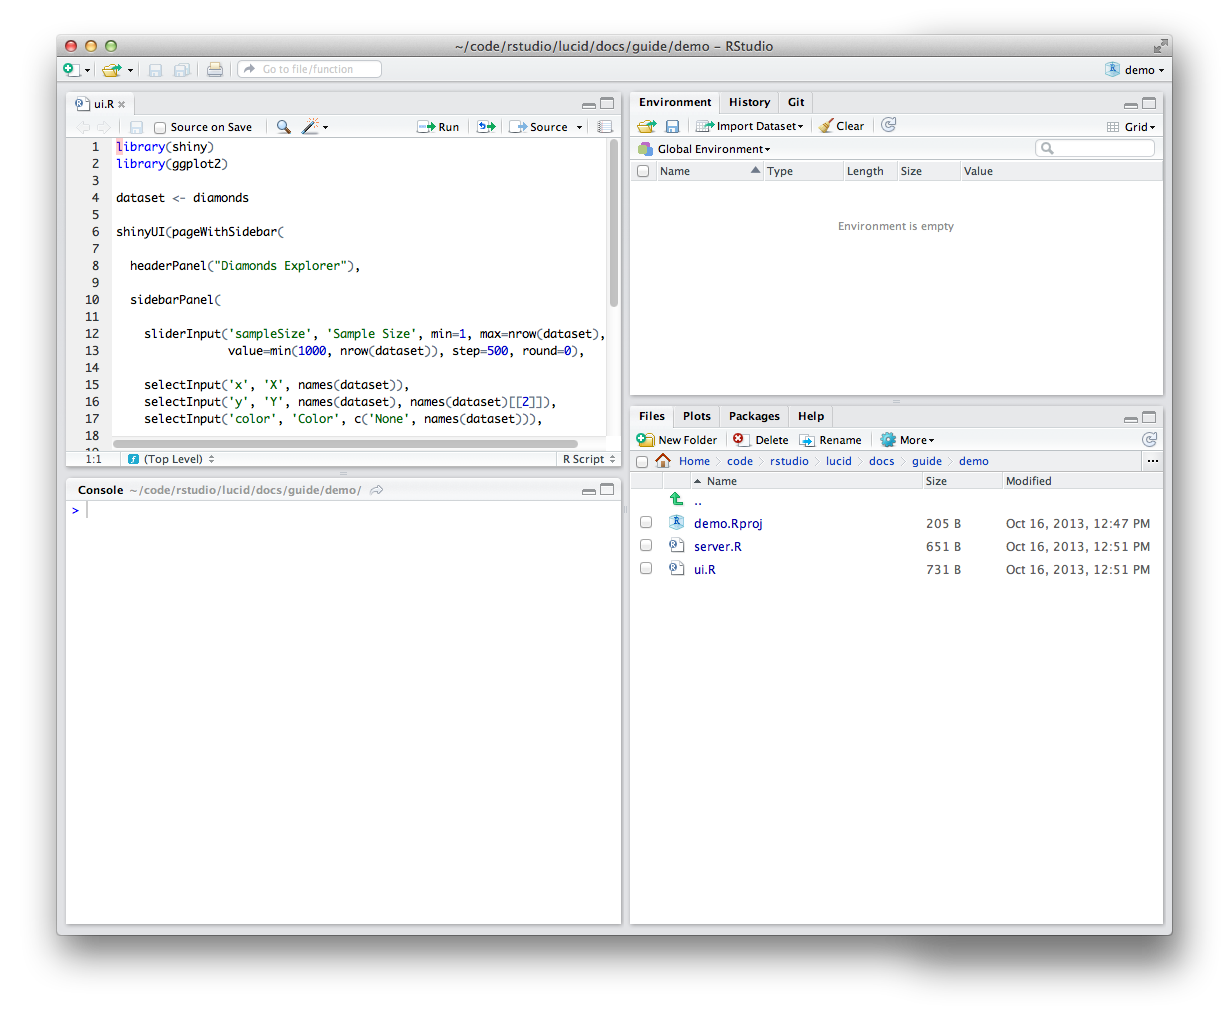 ~/code/rstudio/lucid/docs/guide/demo – RStudio
Go to file/function
demo
ui.R
Source on Save
Run
Source
1 library(shiny)
2 library(ggplot2)
3
4 dataset <- diamonds
5
6 shinyUI(pageWithSidebar(
7
8 headerPanel("Diamonds Explorer"),
9
10 sidebarPanel(
11
12 sliderInput('sampleSize', 'Sample Size', min=1, max=nrow(dataset),
13 value=min(1000, nrow(dataset)), step=500, round=0),
14
15 selectInput('x', 'X', names(dataset)),
16 selectInput('y', 'Y', names(dataset), names(dataset)[[2]]),
17 selectInput('color', 'Color', c('None', names(dataset))),
18
1:1 (Top Level) R Script
Console ~/code/rstudio/lucid/docs/guide/demo/
>
Environment History Git
Import Dataset Clear Grid
Global Environment
Name Type Length Size Value
Environment is empty
Files Plots Packages Help
New Folder Delete Rename More
Home code rstudio lucid docs guide demo ...
Name Size Modified
..
demo.Rproj 205 B Oct 16, 2013, 12:47 PM
server.R 651 B Oct 16, 2013, 12:51 PM
ui.R 731 B Oct 16, 2013, 12:51 PM